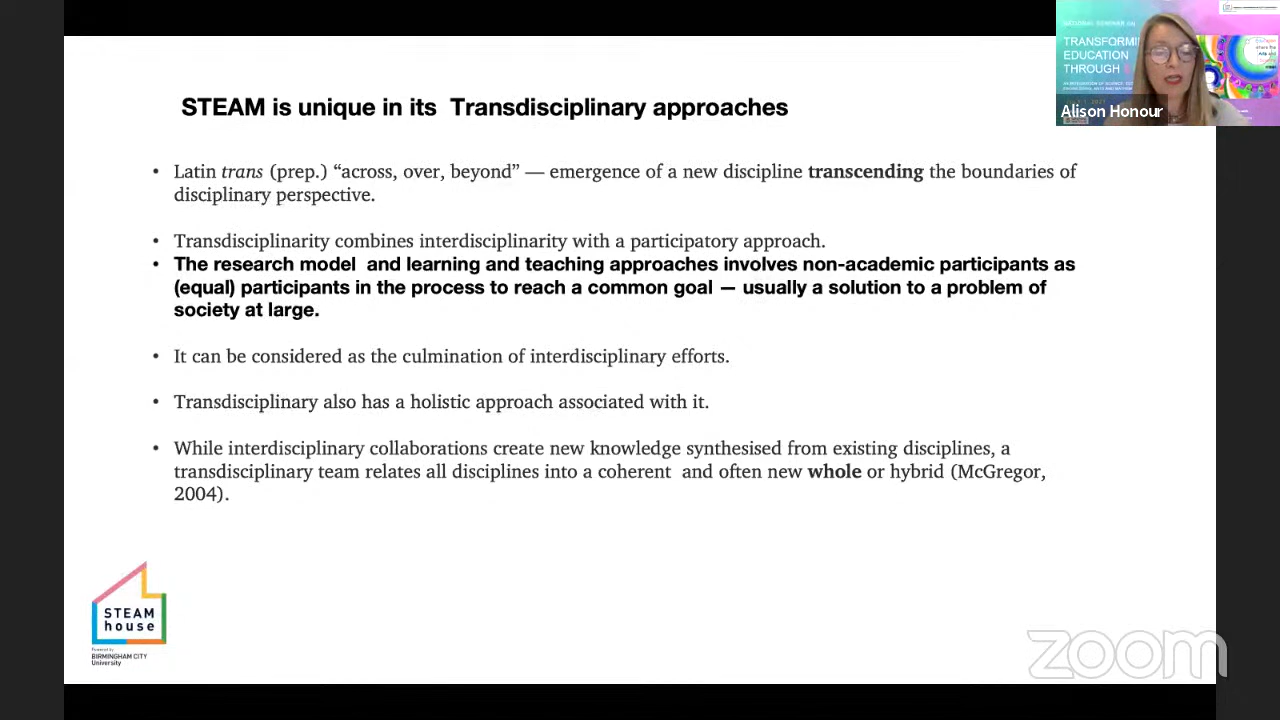 STEAM is unique in its  Transdisciplinary approaches
• Latin trans (prep.) “across, over, beyond” — emergence of a new discipline transcending the boundaries of
disciplinary perspective.
• Transdisciplinarity combines interdisciplinarity with a participatory approach.
• The research model  and learning and teaching approaches involves non-academic participants as
(equal) participants in the process to reach a common goal — usually a solution to a problem of
society at large.
• It can be considered as the culmination of interdisciplinary efforts.
• Transdisciplinary also has a holistic approach associated with it.
• While interdisciplinary collaborations create new knowledge synthesised from existing disciplines, a
transdisciplinary team relates all disciplines into a coherent  and often new whole or hybrid (McGregor,
2004).
STEAM
house
Powered by
BIRMINGHAM CITY
University
TRANSFORMI
EDUCATION
THROUGH
Alison Honour
zoom